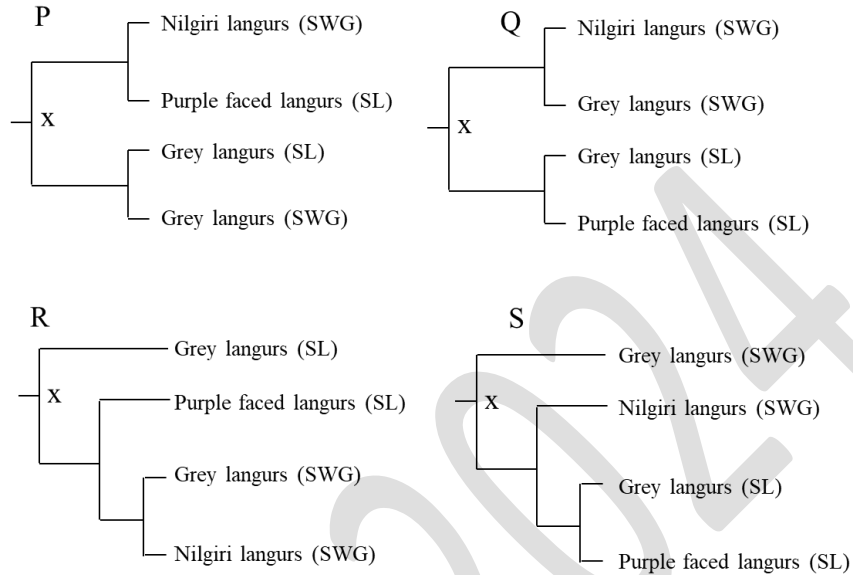 P
Nilgiri langurs (SWG)
Purple faced langurs (SL)
Grey langurs (SL)
Grey langurs (SWG)
X
Q
Nilgiri langurs (SWG)
Grey langurs (SWG)
Grey langurs (SL)
Purple faced langurs (SL)
X
R
Grey langurs (SL)
Purple faced langurs (SL)
Grey langurs (SWG)
Nilgiri langurs (SWG)
X
S
Grey langurs (SWG)
Nilgiri langurs (SWG)
Grey langurs (SL)
Purple faced langurs (SL)
X
2024